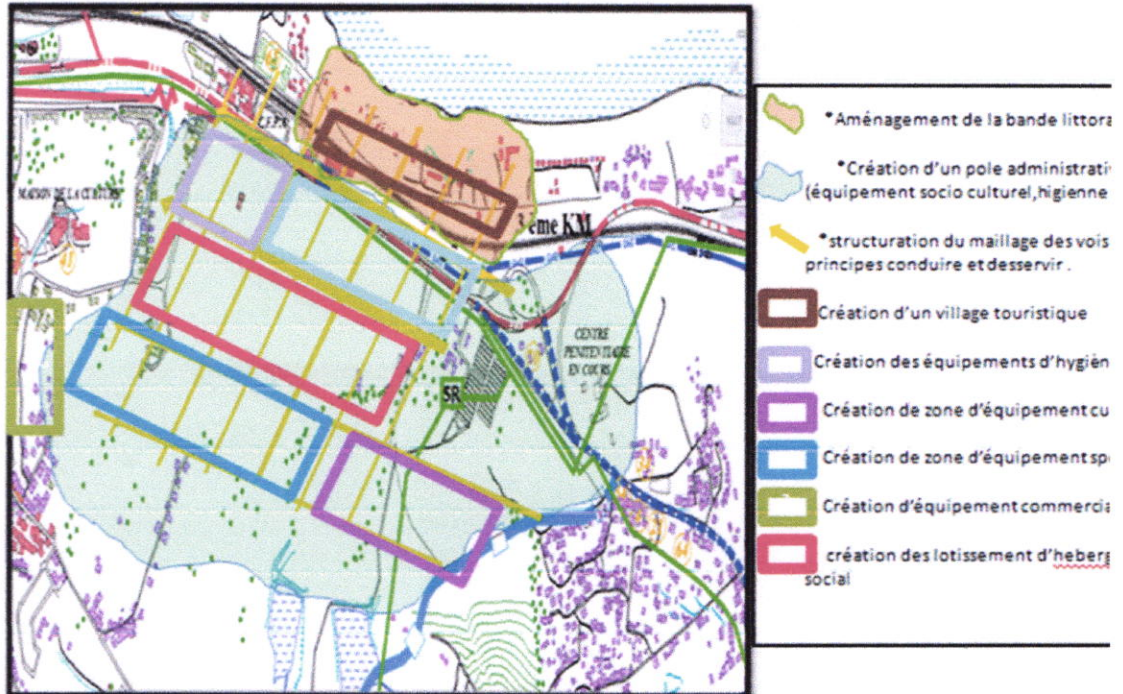 C.F.P.A
MAISON DE LA CULTURE
3 ème KM
CENTRE
PENITENTIAIRE
EN COURS
SR
*Aménagement de la bande littora
*Création d'un pole administrati
(équipement socio culturel,higienne
*structuration du maillage des vois
principes conduire et desservir .
Création d'un village touristique
Création des équipements d'hygién
Création de zone d'équipement cu
Création de zone d'équipement sp
Création d'équipement commercia
création des lotissement d'heberg
social